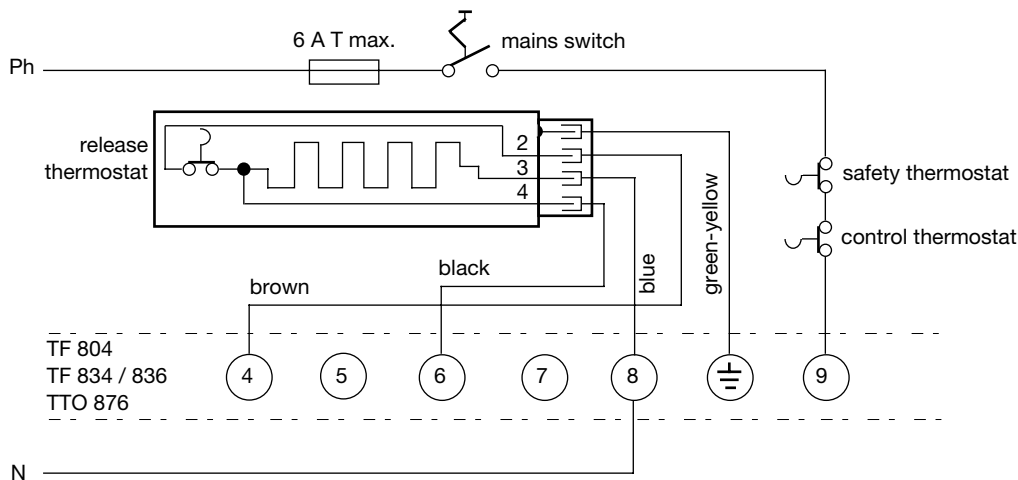 6 A T max.
mains switch
Ph
release
thermostat
2
3
4
safety thermostat
control thermostat
green-yellow
blue
black
brown
TF 804
TF 834 / 836
TTO 876
4
5
6
7
8
9
N